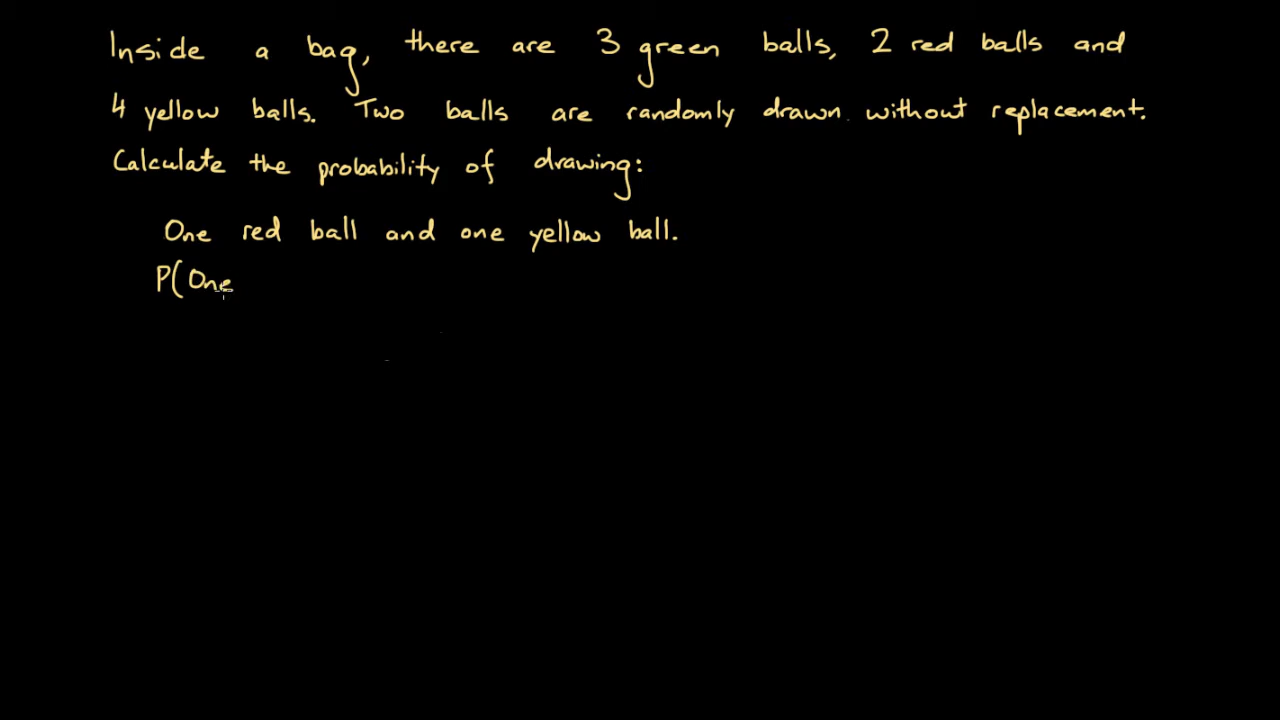 Inside a bag, there are 3 green balls, 2 red balls and
4 yellow balls. Two balls are randomly drawn without replacement.
Calculate the probability of drawing:
One red ball and one yellow ball.
P(One